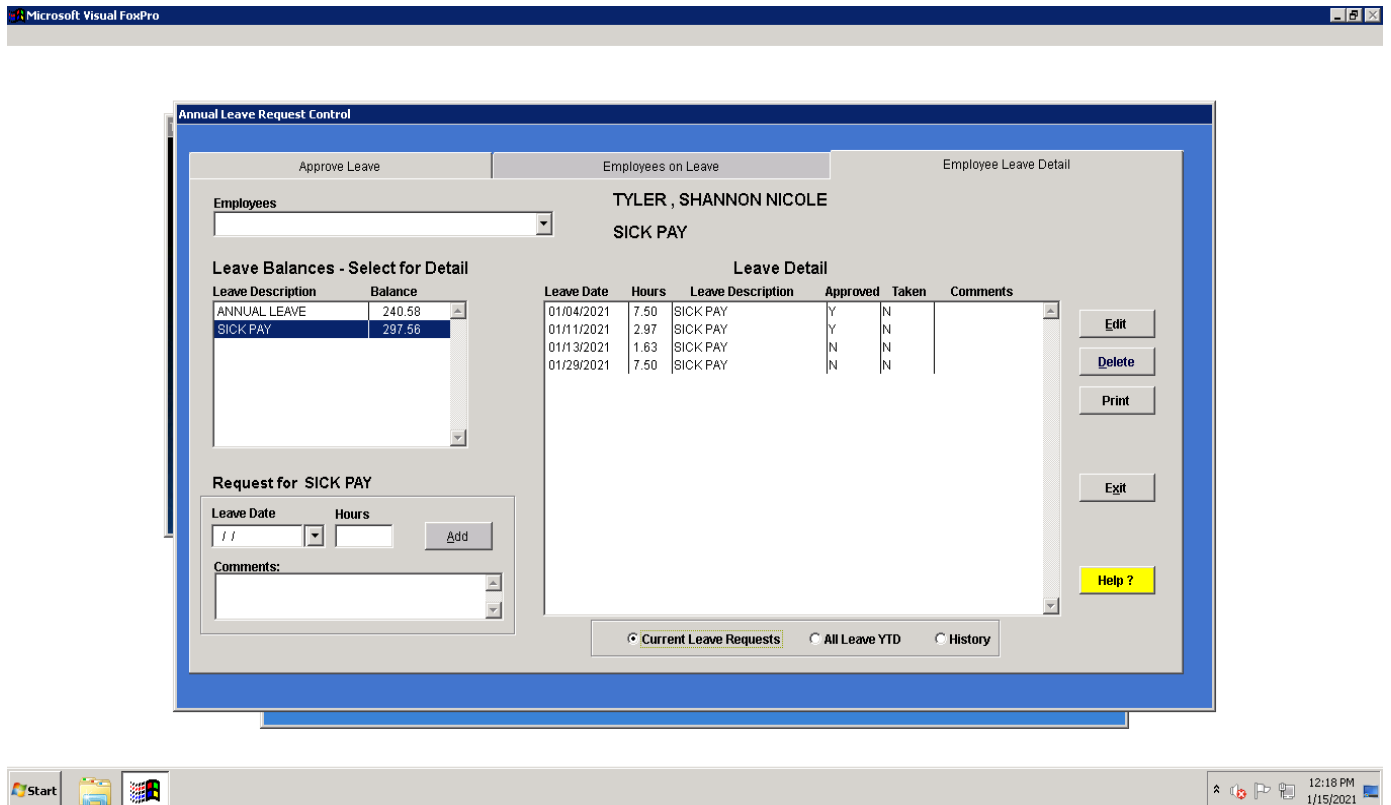 Microsoft Visual FoxPro
Annual Leave Request Control
Approve Leave Employees on Leave Employee Leave Detail
Employees
TYLER , SHANNON NICOLE
SICK PAY
Leave Balances - Select for Detail
Leave Description Balance
ANNUAL LEAVE 240.58
SICK PAY 297.56
Leave Detail
Leave Date Hours Leave Description Approved Taken Comments
01/04/2021 7.50 SICK PAY Y N
01/11/2021 2.97 SICK PAY Y N
01/13/2021 1.63 SICK PAY N N
01/29/2021 7.50 SICK PAY N N
Edit
Delete
Print
Exit
Help ?
Request for SICK PAY
Leave Date Hours
/ /
Add
Comments:
Current Leave Requests All Leave YTD History
Start
12:18 PM
1/15/2021